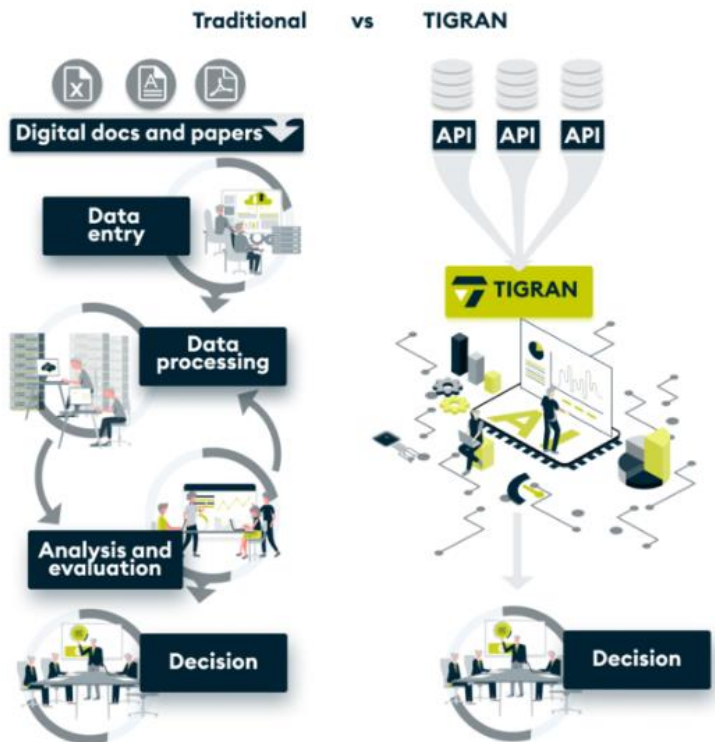 Traditional vs TIGRAN
X A
Digital docs and papers
API API API
Data
entry
TIGRAN
Data
processing
AI
Analysis and
evaluation
Decision
Decision